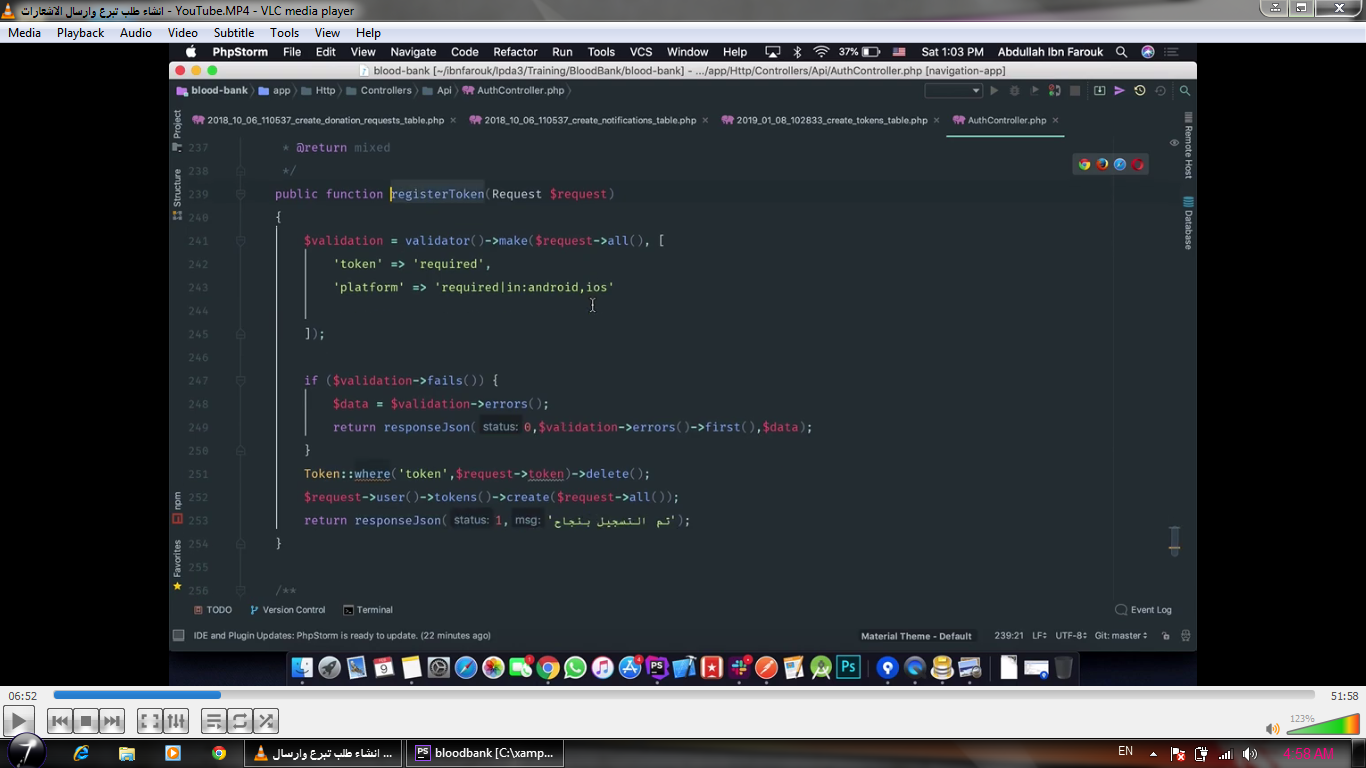 انشاء طلب تبرع وارسال الاشعارات - YouTube.MP4 - VLC media player
Media Playback Audio Video Subtitle Tools View Help
PhpStorm File Edit View Navigate Code Refactor Run Tools VCS Window Help 37% Sat 1:03 PM Abdullah Ibn Farouk
blood-bank [~/ibnfarouk/lpda3/Training/BloodBank/blood-bank] - .../app/Http/Controllers/Api/AuthController.php [navigation-app]
blood-bank app Http Controllers Api AuthController.php
2018_10_06_110537_create_donation_requests_table.php 2018_10_06_110537_create_notifications_table.php 2019_01_08_102833_create_tokens_table.php AuthController.php
Project
Structure
npm
Favorites
Remote Host
Database
237 * @return mixed
238 */
239 public function registerToken(Request $request)
240 {
241 $validation = validator()->make($request->all(), [
242 'token' => 'required',
243 'platform' => 'required|in:android,ios'
244
245 ]);
246
247 if ($validation->fails()) {
248 $data = $validation->errors();
249 return responseJson( status: 0,$validation->errors()->first(),$data);
250 }
251 Token::where('token',$request->token)->delete();
252 $request->user()->tokens()->create($request->all());
253 return responseJson( status: 1, msg: 'تم التسجيل بنجاح');
254 }
255
256 /**
TODO Version Control Terminal Event Log
IDE and Plugin Updates: PhpStorm is ready to update. (22 minutes ago) Material Theme - Default 239:21 LF UTF-8 Git: master
06:52 51:58
123%
انشاء طلب تبرع وارسال ... bloodbank [C:\xamp... EN 4:58 AM